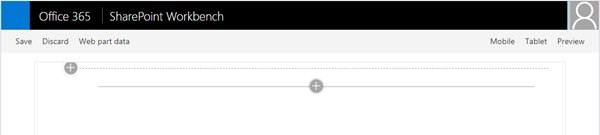 Office 365 SharePoint Workbench
Save Discard Web part data Mobile Tablet Preview